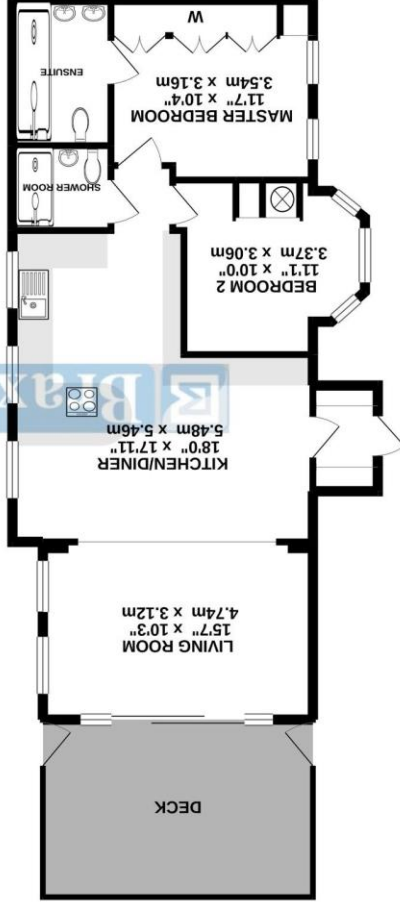 DECK
LIVING ROOM
15'7" x 10'3"
4.74m x 3.12m
KITCHEN/DINER
18'0" x 17'11"
5.48m x 5.46m
BEDROOM 2
11'1" x 10'0"
3.37m x 3.06m
SHOWER ROOM
MASTER BEDROOM
11'7" x 10'4"
3.54m x 3.16m
ENSUITE
W